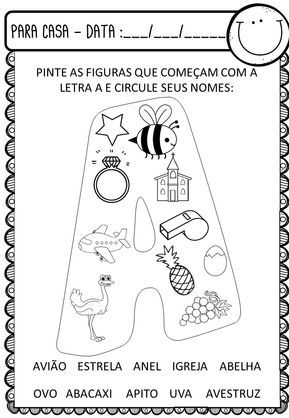 PARA CASA – DATA :___/___/_____
PINTE AS FIGURAS QUE COMEÇAM COM A
LETRA A E CIRCULE SEUS NOMES:
AVIÃO ESTRELA ANEL IGREJA ABELHA
OVO ABACAXI APITO UVA AVESTRUZ